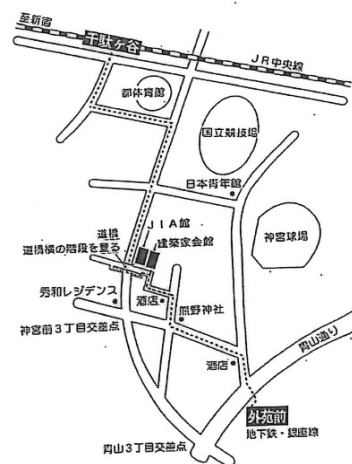 至新宿
千駄ヶ谷
JR中央線
都体育館
国立競技場
日本青年館
神宮球場
JIA館
建築家会館
道橋
道橋横の階段を登る
秀和レジデンス
酒店
熊野神社
神宮前3丁目交差点
酒店
青山通り
外苑前
地下鉄・銀座線
青山3丁目交差点